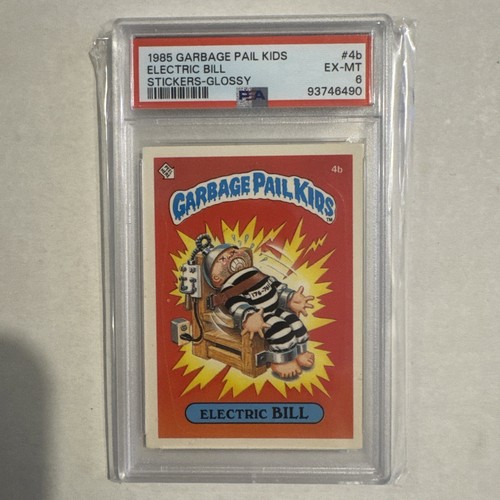 1985 GARBAGE PAIL KIDS #4b
ELECTRIC BILL EX-MT
STICKERS-GLOSSY 6
PSA 93746490
4b
GARBAGE PAIL KIDS
TM
ELECTRIC BILL